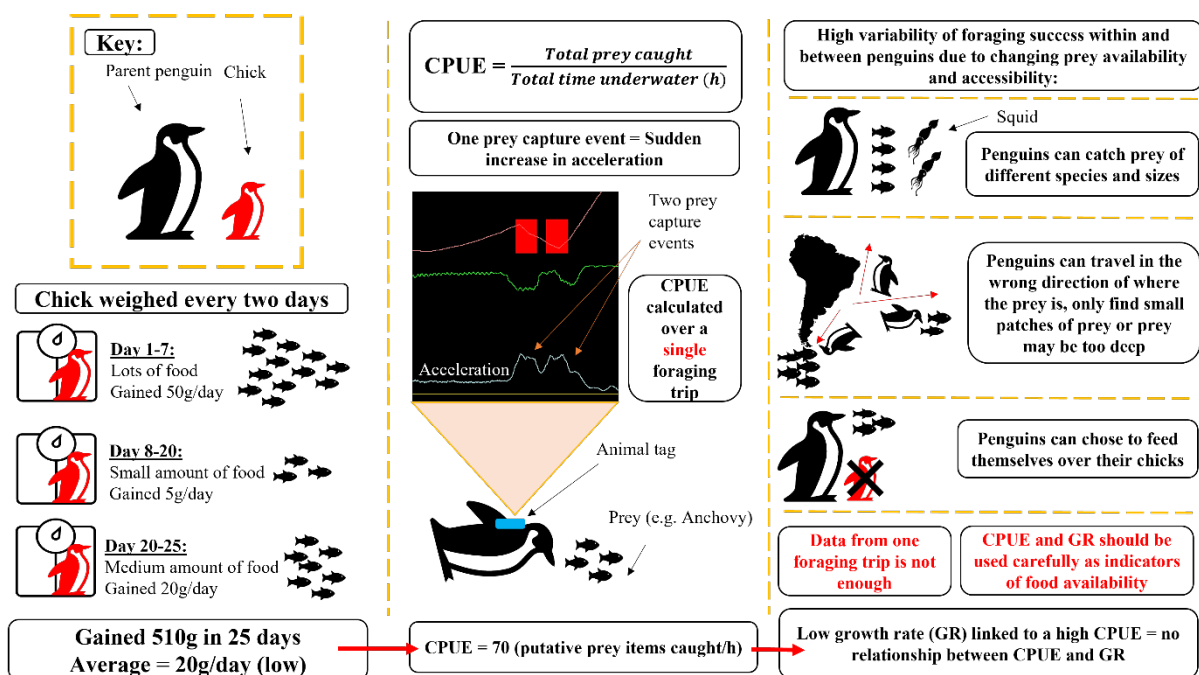 Key:
Parent penguin
Chick
Chick weighed every two days
Day 1-7:
Lots of food
Gained 50g/day
Day 8-20:
Small amount of food
Gained 5g/day
Day 20-25:
Medium amount of food
Gained 20g/day
Gained 510g in 25 days
Average = 20g/day (low)
CPUE = Total prey caught
Total time underwater (h)
One prey capture event = Sudden
increase in acceleration
Two prey
capture
events
Acceleration
CPUE
calculated
over a
single
foraging
trip
Animal tag
Prey (e.g. Anchovy)
CPUE = 70 (putative prey items caught/h)
High variability of foraging success within and
between penguins due to changing prey availability
and accessibility:
Squid
Penguins can catch prey of
different species and sizes
Penguins can travel in the
wrong direction of where
the prey is, only find small
patches of prey or prey
may be too deep
Penguins can chose to feed
themselves over their chicks
Data from one
foraging trip is not
enough
CPUE and GR should be
used carefully as indicators
of food availability
Low growth rate (GR) linked to a high CPUE = no
relationship between CPUE and GR